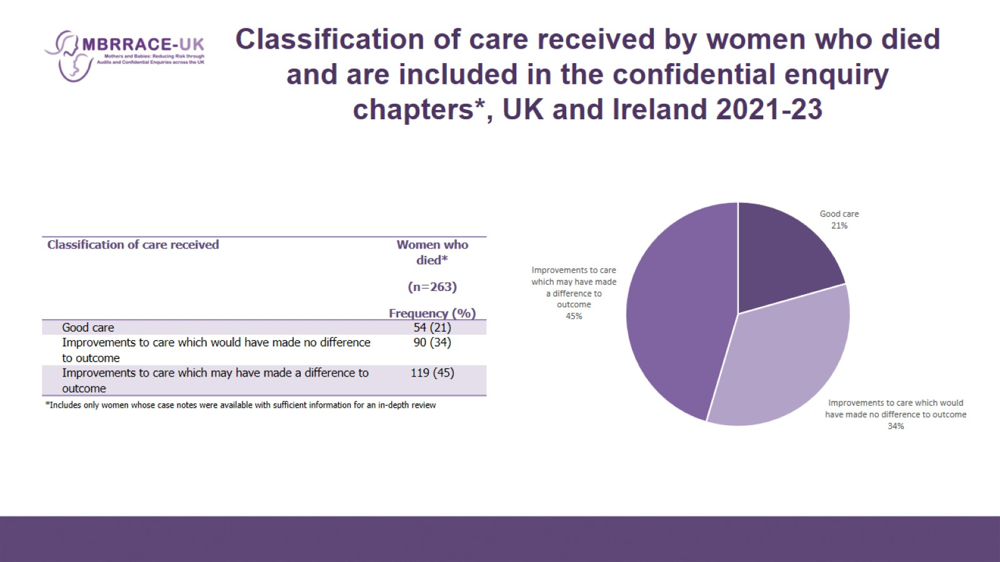 MBRRACE-UK
Mothers and Babies: Reducing Risk through
Audits and Confidential Enquiries across the UK
Classification of care received by women who died
and are included in the confidential enquiry
chapters*, UK and Ireland 2021-23
Classification of care received
Women who
died*
(n=263)
Frequency (%)
Good care 54 (21)
Improvements to care which would have made no difference 90 (34)
to outcome
Improvements to care which may have made a difference to 119 (45)
outcome
*Includes only women whose case notes were available with sufficient information for an in-depth review
Good care
21%
Improvements to care
which may have made
a difference to
outcome
45%
Improvements to care which would
have made no difference to outcome
34%